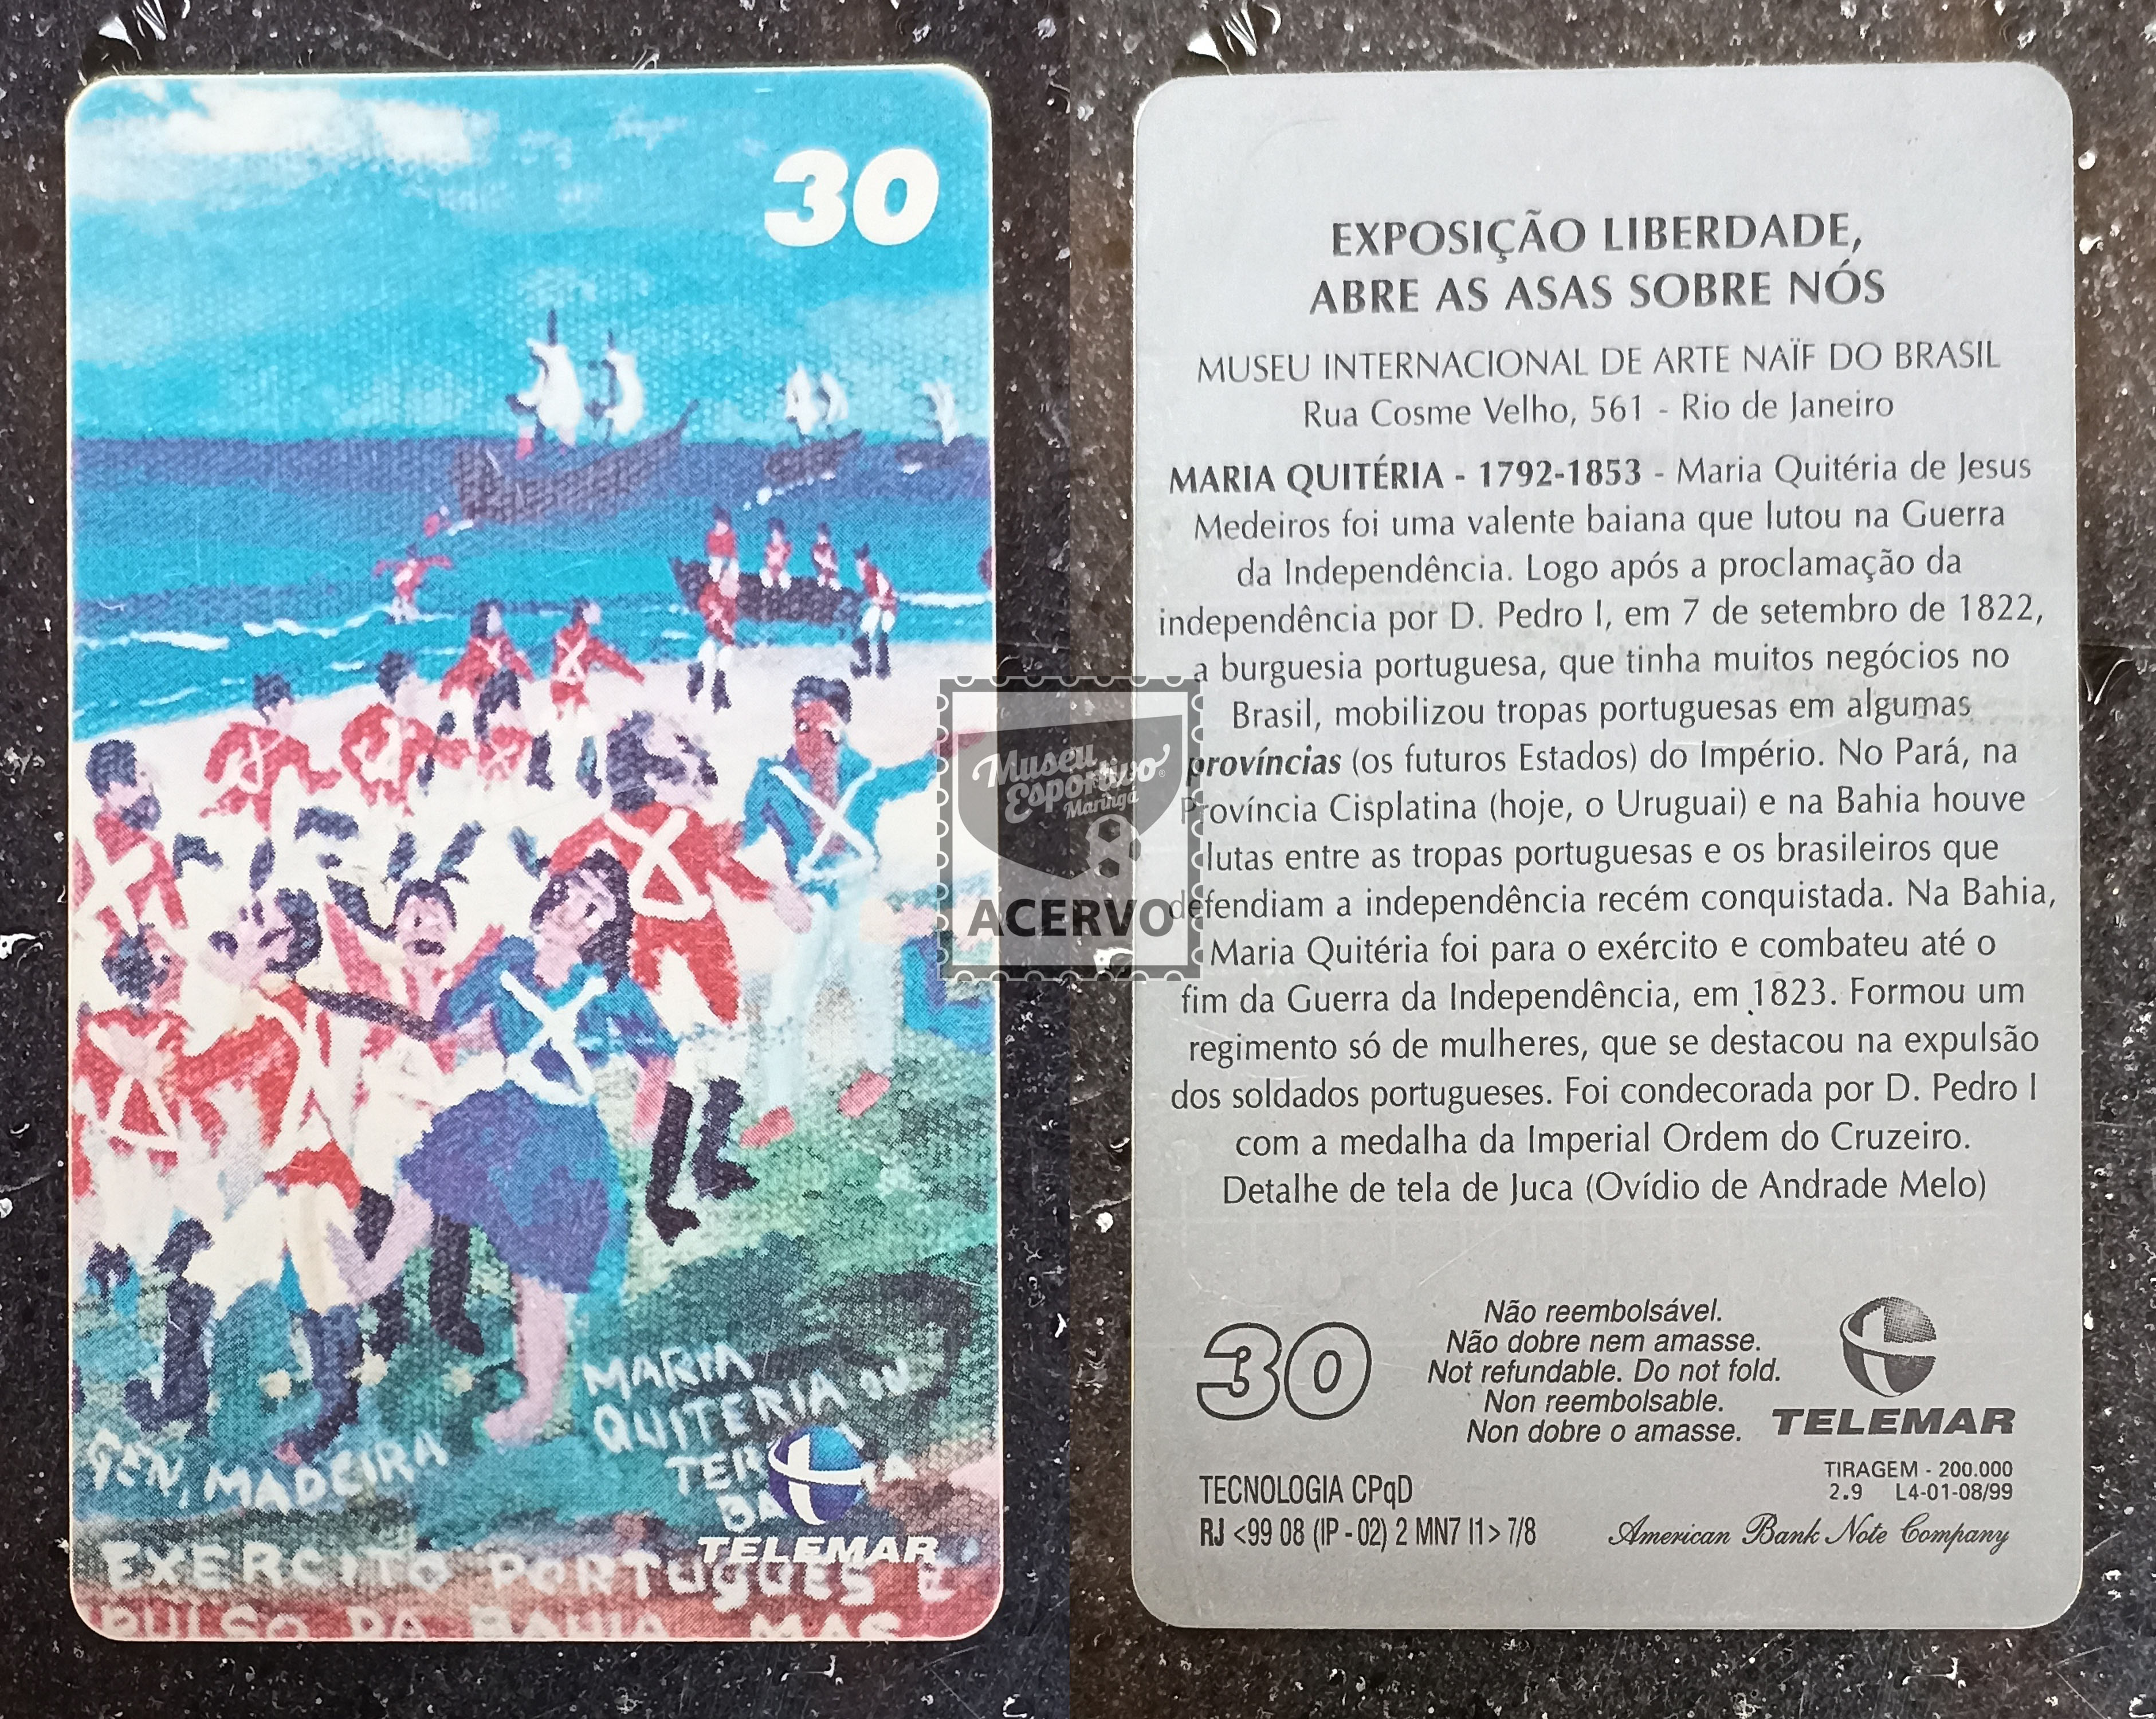 30
MARIA
QUITERIA OU
TER
DA
GEN, MADEIRA
TELEMAR
EXERCITO PORTUGUES E
PULSO DA BAHIA MAS
EXPOSIÇÃO LIBERDADE,
ABRE AS ASAS SOBRE NÓS
MUSEU INTERNACIONAL DE ARTE NAÏF DO BRASIL
Rua Cosme Velho, 561 - Rio de Janeiro
MARIA QUITÉRIA - 1792-1853 - Maria Quitéria de Jesus
Medeiros foi uma valente baiana que lutou na Guerra
da Independência. Logo após a proclamação da
independência por D. Pedro I, em 7 de setembro de 1822,
a burguesia portuguesa, que tinha muitos negócios no
Brasil, mobilizou tropas portuguesas em algumas
províncias (os futuros Estados) do Império. No Pará, na
Província Cisplatina (hoje, o Uruguai) e na Bahia houve
lutas entre as tropas portuguesas e os brasileiros que
defendiam a independência recém conquistada. Na Bahia,
Maria Quitéria foi para o exército e combateu até o
fim da Guerra da Independência, em 1823. Formou um
regimento só de mulheres, que se destacou na expulsão
dos soldados portugueses. Foi condecorada por D. Pedro I
com a medalha da Imperial Ordem do Cruzeiro.
Detalhe de tela de Juca (Ovídio de Andrade Melo)
30
Não reembolsável.
Não dobre nem amasse.
Not refundable. Do not fold.
Non reembolsable.
Non dobre o amasse.
TELEMAR
TIRAGEM - 200.000
2.9 L4-01-08/99
TECNOLOGIA CPqD
RJ <99 08 (IP - 02) 2 MN7 I1> 7/8
American Bank Note Company
Museu
Esportivo
Maringá
ACERVO